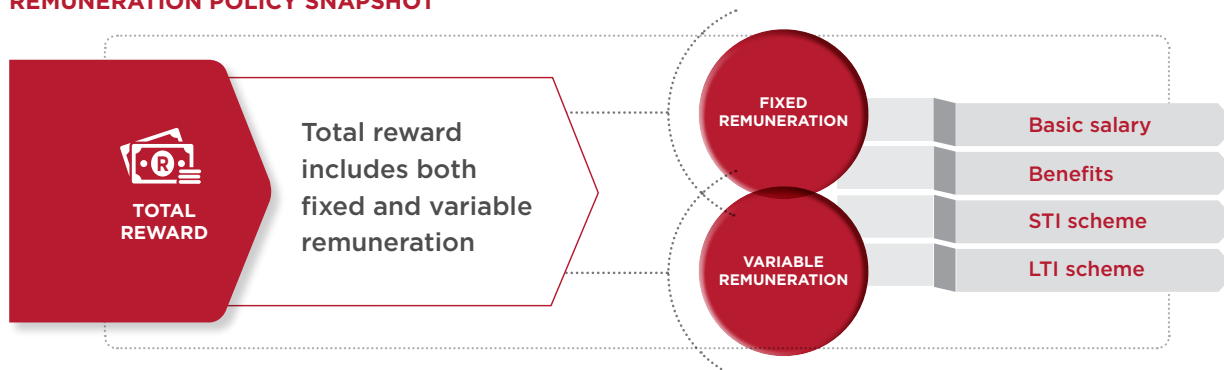 REMUNERATION POLICY SNAPSHOT
R
TOTAL
REWARD
Total reward
includes both
fixed and variable
remuneration
FIXED
REMUNERATION
VARIABLE
REMUNERATION
Basic salary
Benefits
STI scheme
LTI scheme